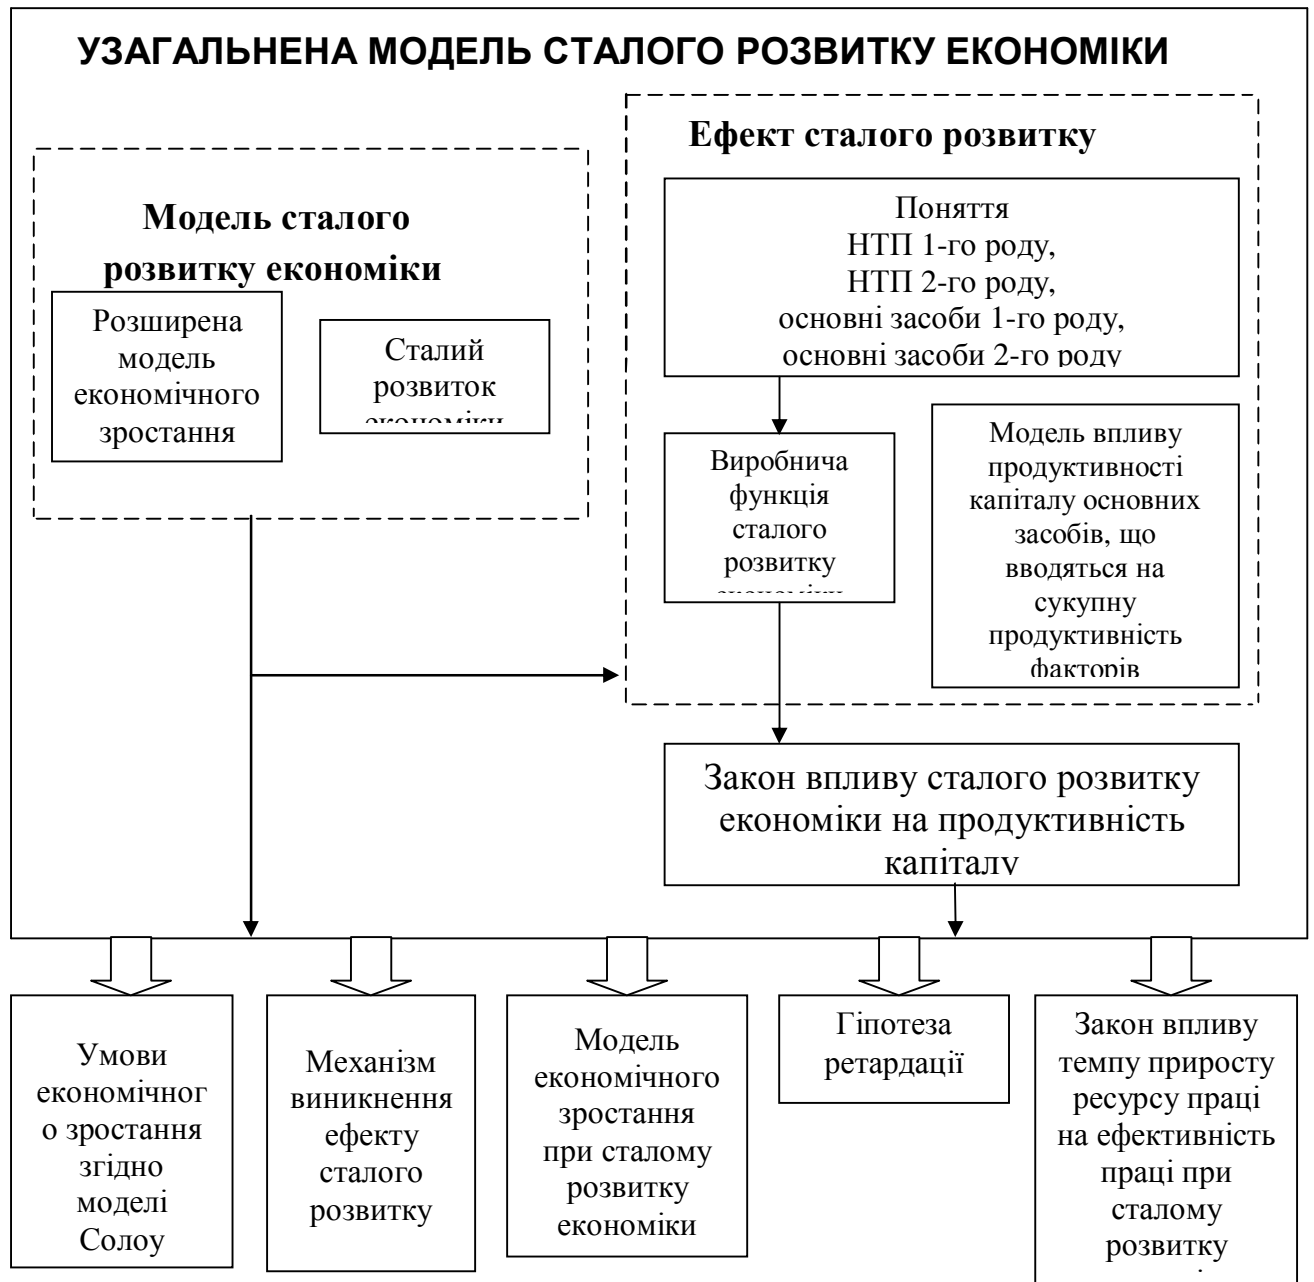 УЗАГАЛЬНЕНА МОДЕЛЬ СТАЛОГО РОЗВИТКУ ЕКОНОМІКИ
Модель сталого
розвитку економіки
Розширена
модель
економічного
зростання
Сталий
розвиток
економіки
Ефект сталого розвитку
Поняття
НТП 1-го роду,
НТП 2-го роду,
основні засоби 1-го роду,
основні засоби 2-го роду
Виробнича
функція
сталого
розвитку
економіки
Модель впливу
продуктивності
капіталу основних
засобів, що
вводяться на
сукупну
продуктивність
факторів
Закон впливу сталого розвитку
економіки на продуктивність
капіталу
Умови
економічног
о зростання
згідно
моделі
Солоу
Механізм
виникнення
ефекту
сталого
розвитку
Модель
економічного
зростання
при сталому
розвитку
економіки
Гіпотеза
ретардації
Закон впливу
темпу приросту
ресурсу праці
на ефективність
праці при
сталому
розвитку